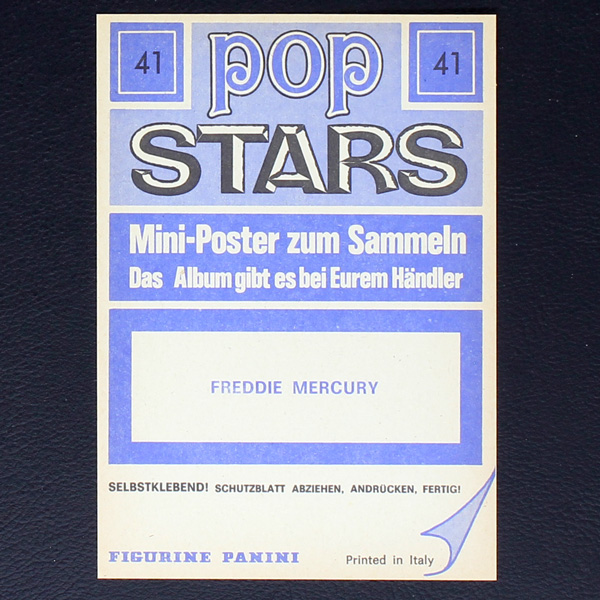 41 41
pop
STARS
Mini-Poster zum Sammeln
Das Album gibt es bei Eurem Händler
FREDDIE MERCURY
SELBSTKLEBEND! SCHUTZBLATT ABZIEHEN, ANDRÜCKEN, FERTIG!
FIGURINE PANINI Printed in Italy